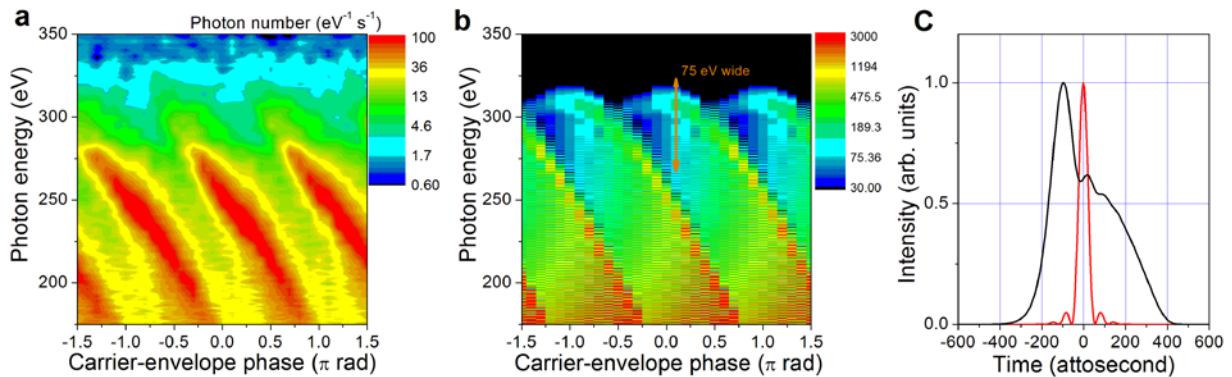 a
Photon number (eV⁻¹ s⁻¹)
350
300
250
200
Photon energy (eV)
-1.5 -1.0 -0.5 0.0 0.5 1.0 1.5
Carrier-envelope phase (π rad)
100
36
13
4.6
1.7
0.60
b
350
300
250
200
Photon energy (eV)
75 eV wide
-1.5 -1.0 -0.5 0.0 0.5 1.0 1.5
Carrier-envelope phase (π rad)
3000
1194
475.5
189.3
75.36
30.00
C
1.0
0.5
0.0
Intensity (arb. units)
-600 -400 -200 0 200 400 600
Time (attosecond)